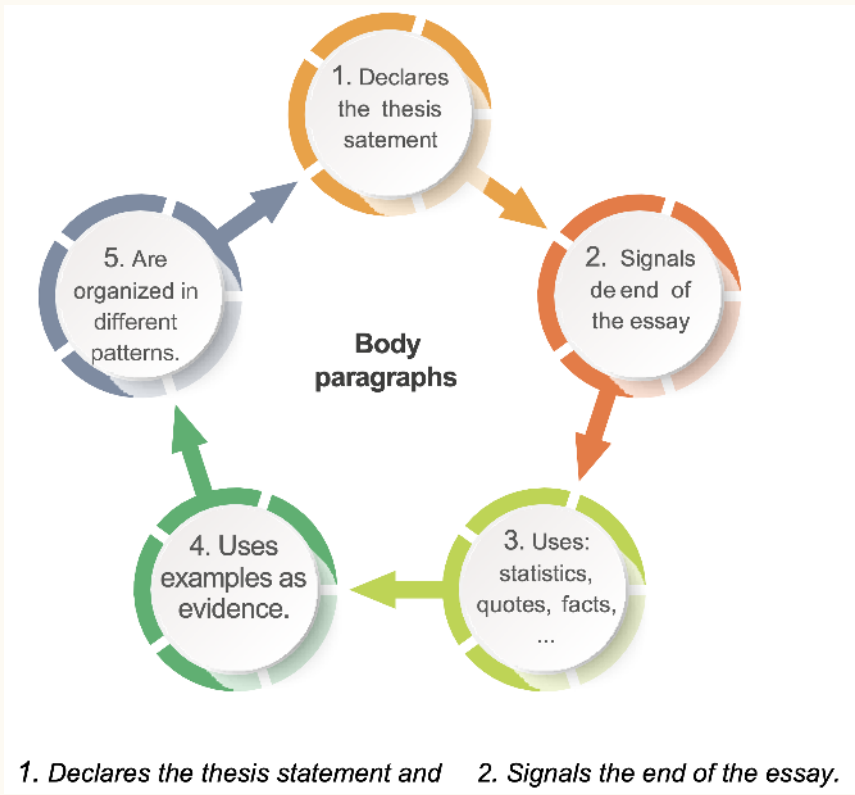 1. Declares
the thesis
satement
5. Are
organized in
different
patterns.
2. Signals
de end of
the essay
Body
paragraphs
4. Uses
examples as
evidence.
3. Uses:
statistics,
quotes, facts,
...
1. Declares the thesis statement and 2. Signals the end of the essay.